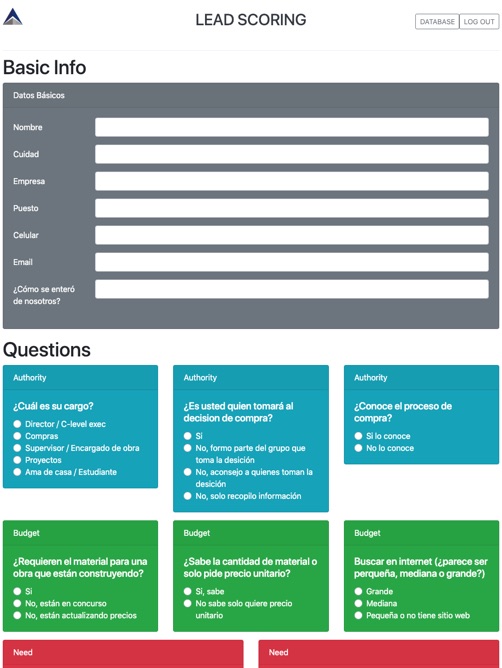 LEAD SCORING
DATABASE
LOG OUT
Basic Info
Datos Básicos
Nombre
Cuidad
Empresa
Puesto
Celular
Email
¿Cómo se enteró
de nosotros?
Questions
Authority
¿Cuál es su cargo?
Director / C-level exec
Compras
Supervisor / Encargado de obra
Proyectos
Ama de casa / Estudiante
Authority
¿Es usted quien tomará al
decision de compra?
Sí
No, formo parte del grupo que
toma la desición
No, aconsejo a quienes toman la
desición
No, solo recopilo información
Authority
¿Conoce el proceso de
compra?
Si lo conoce
No lo conoce
Budget
¿Requieren el material para una
obra que están construyendo?
Si
No, están en concurso
No, están actualizando precios
Budget
¿Sabe la cantidad de material o
solo pide precio unitario?
Si, sabe
No sabe solo quiere precio
unitario
Budget
Buscar en internet (¿parece ser
perqueña, mediana o grande?)
Grande
Mediana
Pequeña o no tiene sitio web
Need
Need